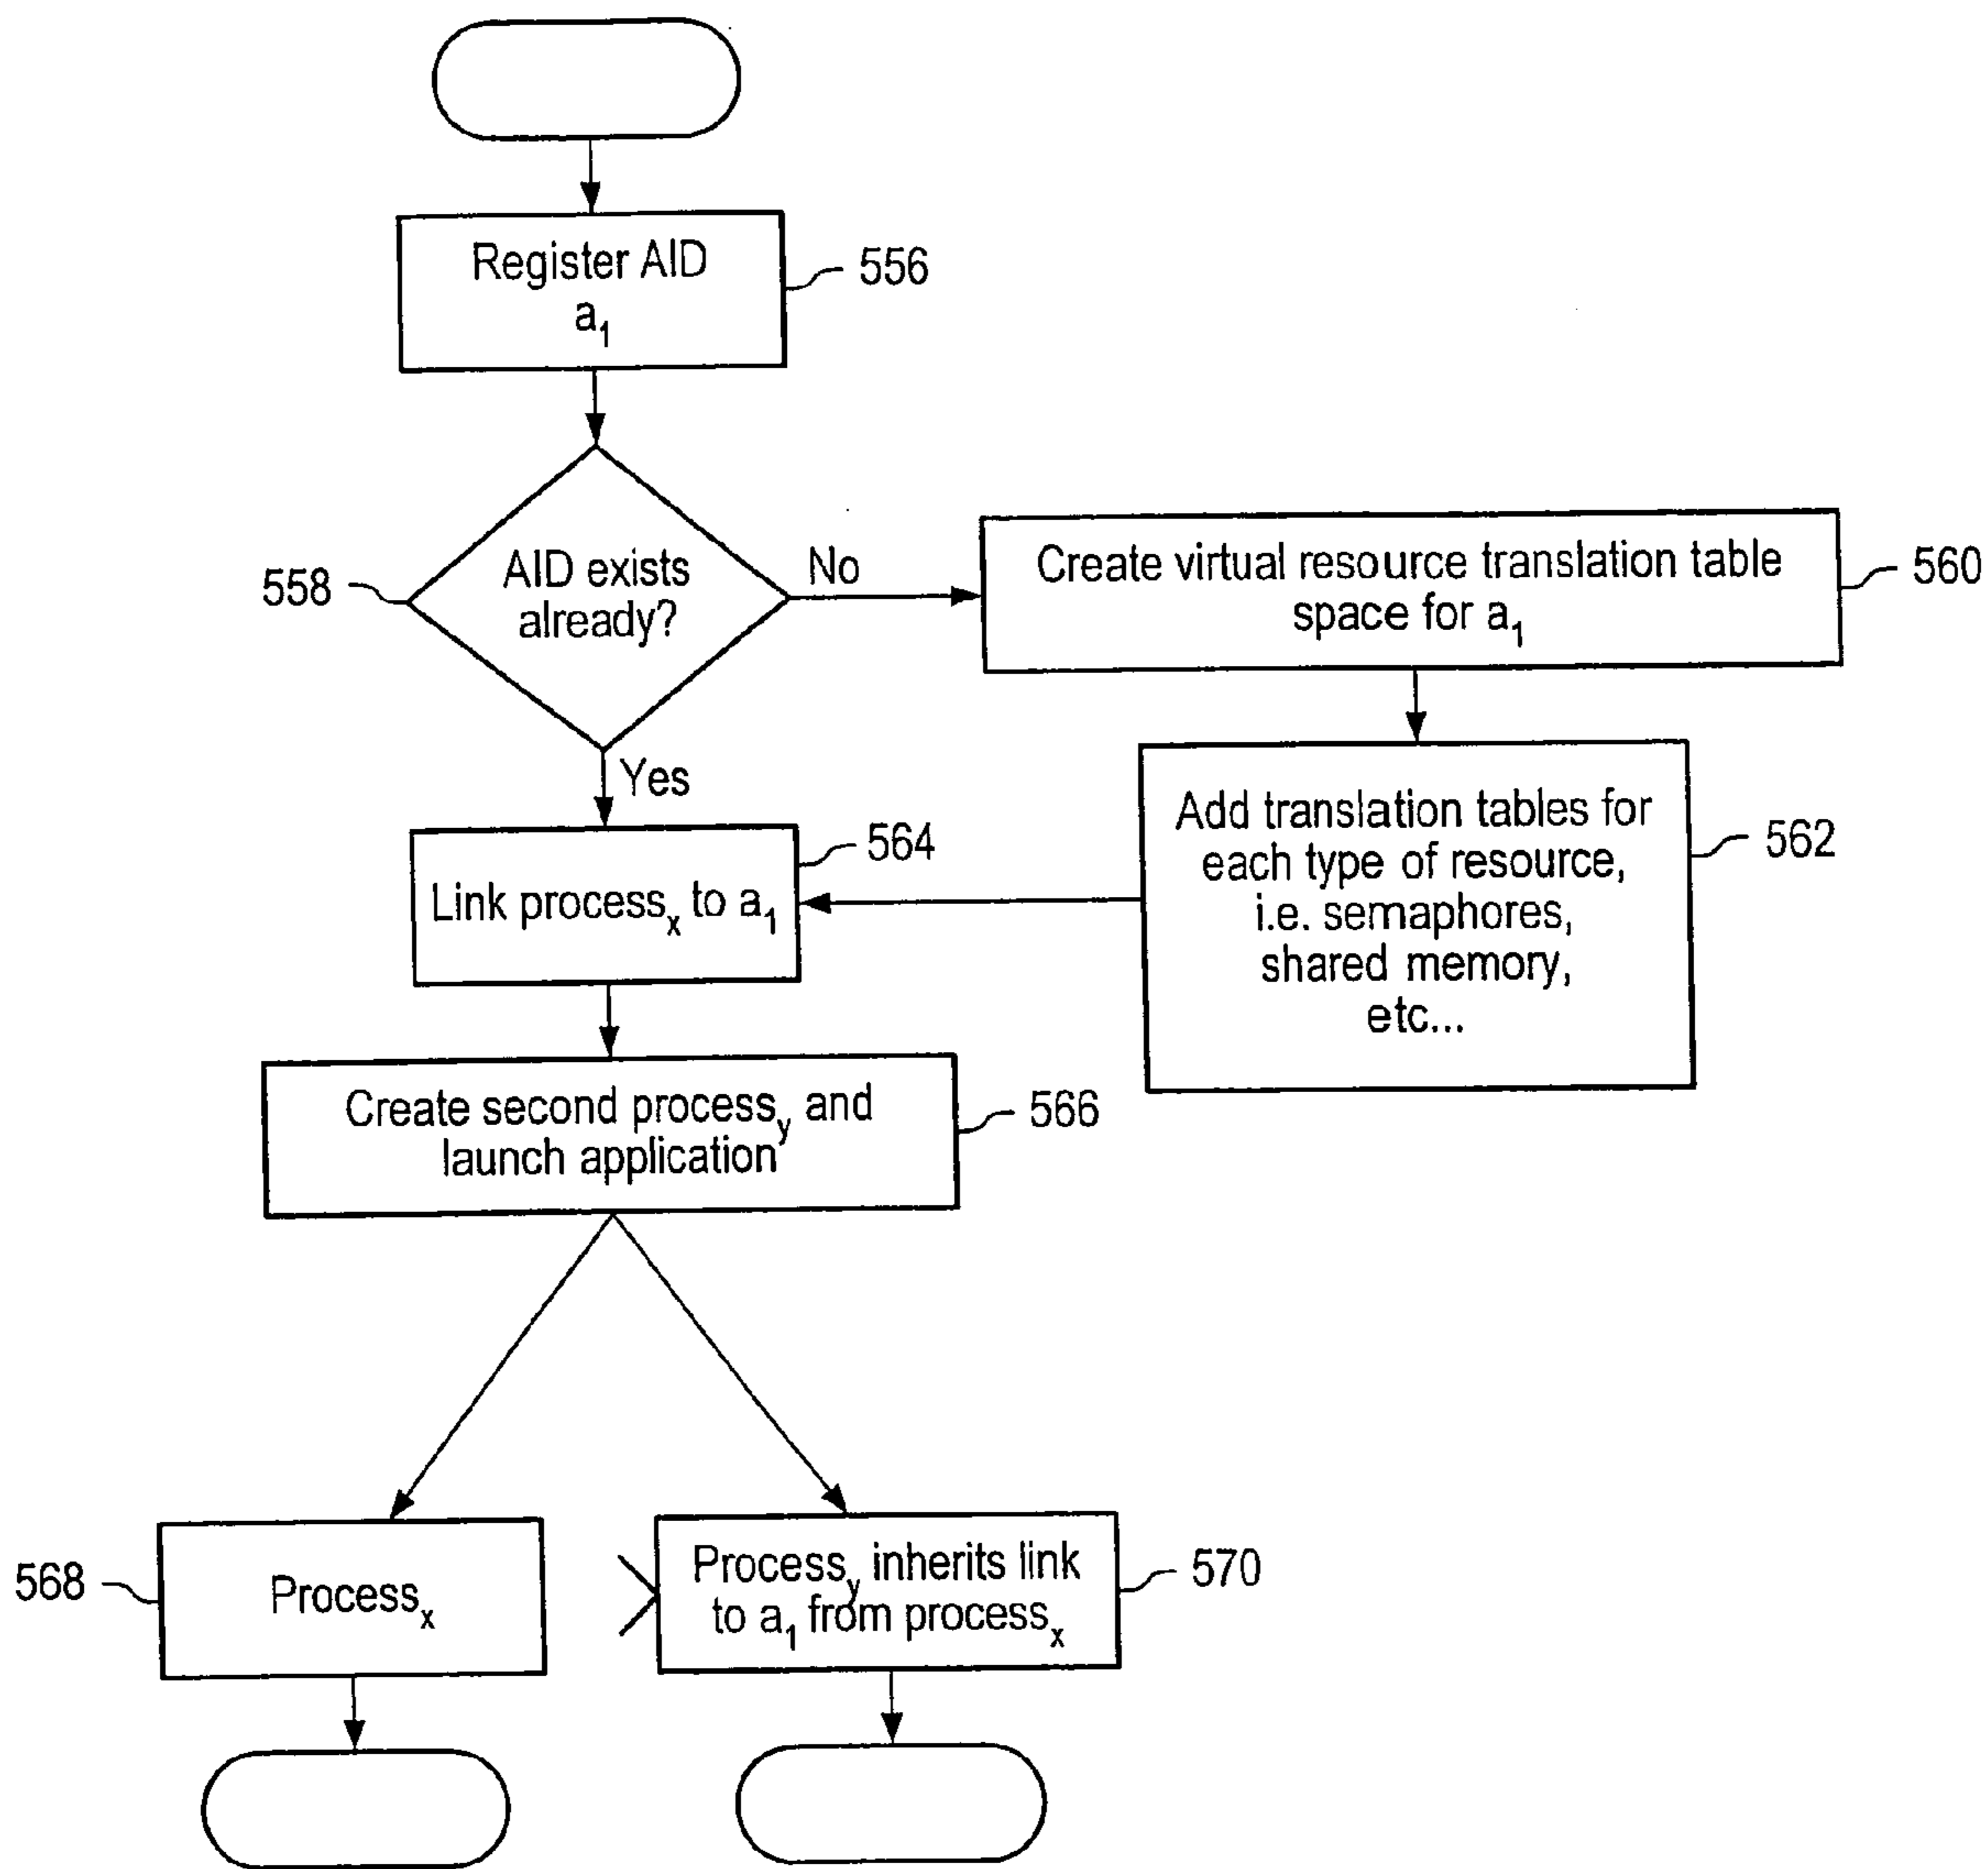 Register AID
a₁
556
AID exists
already?
558
No
Create virtual resource translation table
space for a₁
560
Yes
Add translation tables for
each type of resource,
i.e. semaphores,
shared memory,
etc...
562
Link processₓ to a₁
564
Create second processᵧ and
launch application
566
Processₓ
568
Processᵧ inherits link
to a₁ from processₓ
570